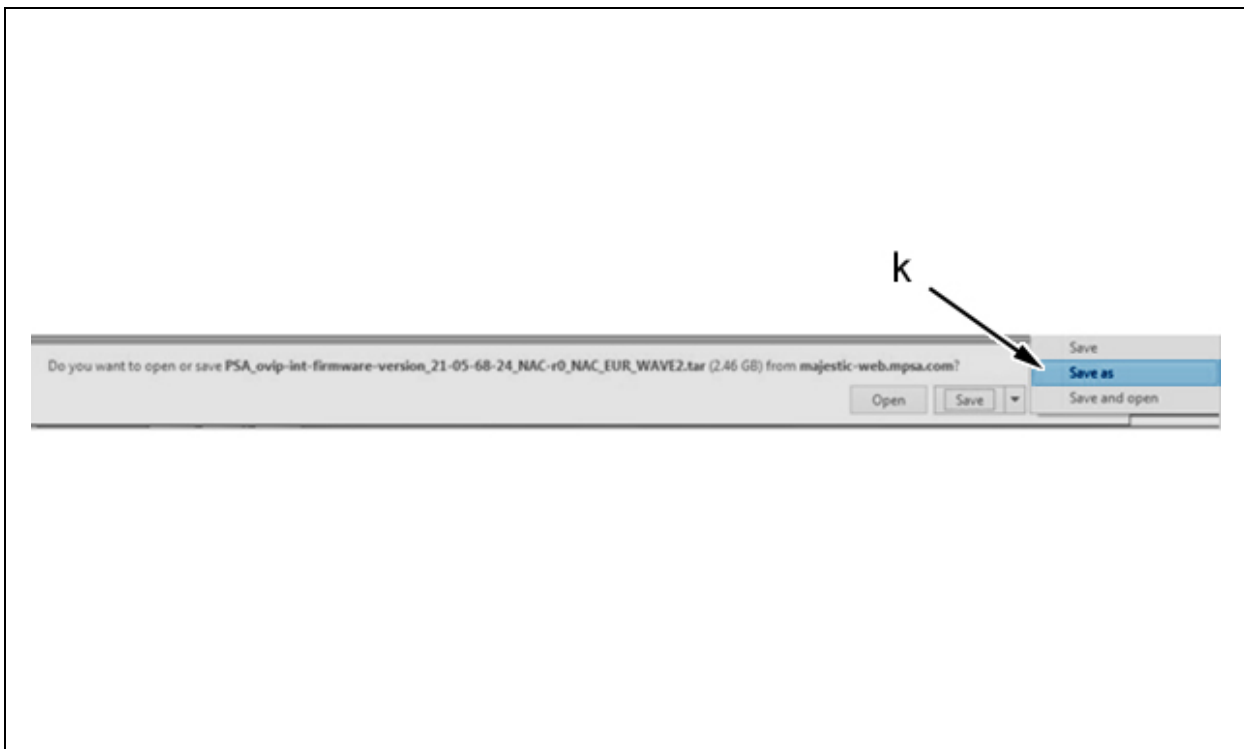 k
Save
Do you want to open or save PSA_ovip-int-firmware-version_21-05-68-24_NAC-r0_NAC_EUR_WAVE2.tar (2.46 GB) from majestic-web.mpsa.com?
Save as
Open Save Save and open